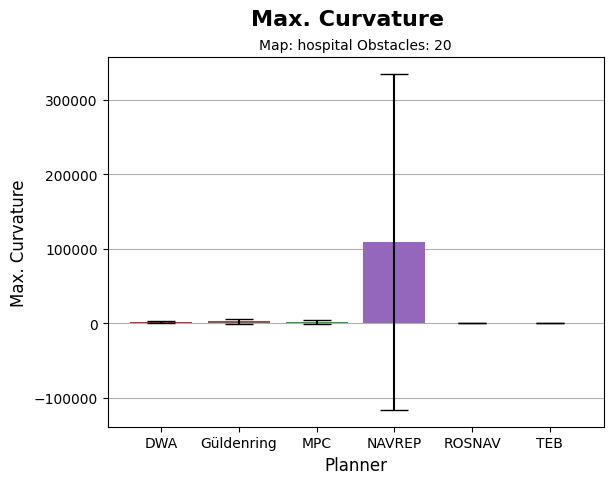 Max. Curvature
Map: hospital Obstacles: 20
Max. Curvature
300000
200000
100000
0
−100000
DWA
Güldenring
MPC
NAVREP
ROSNAV
TEB
Planner